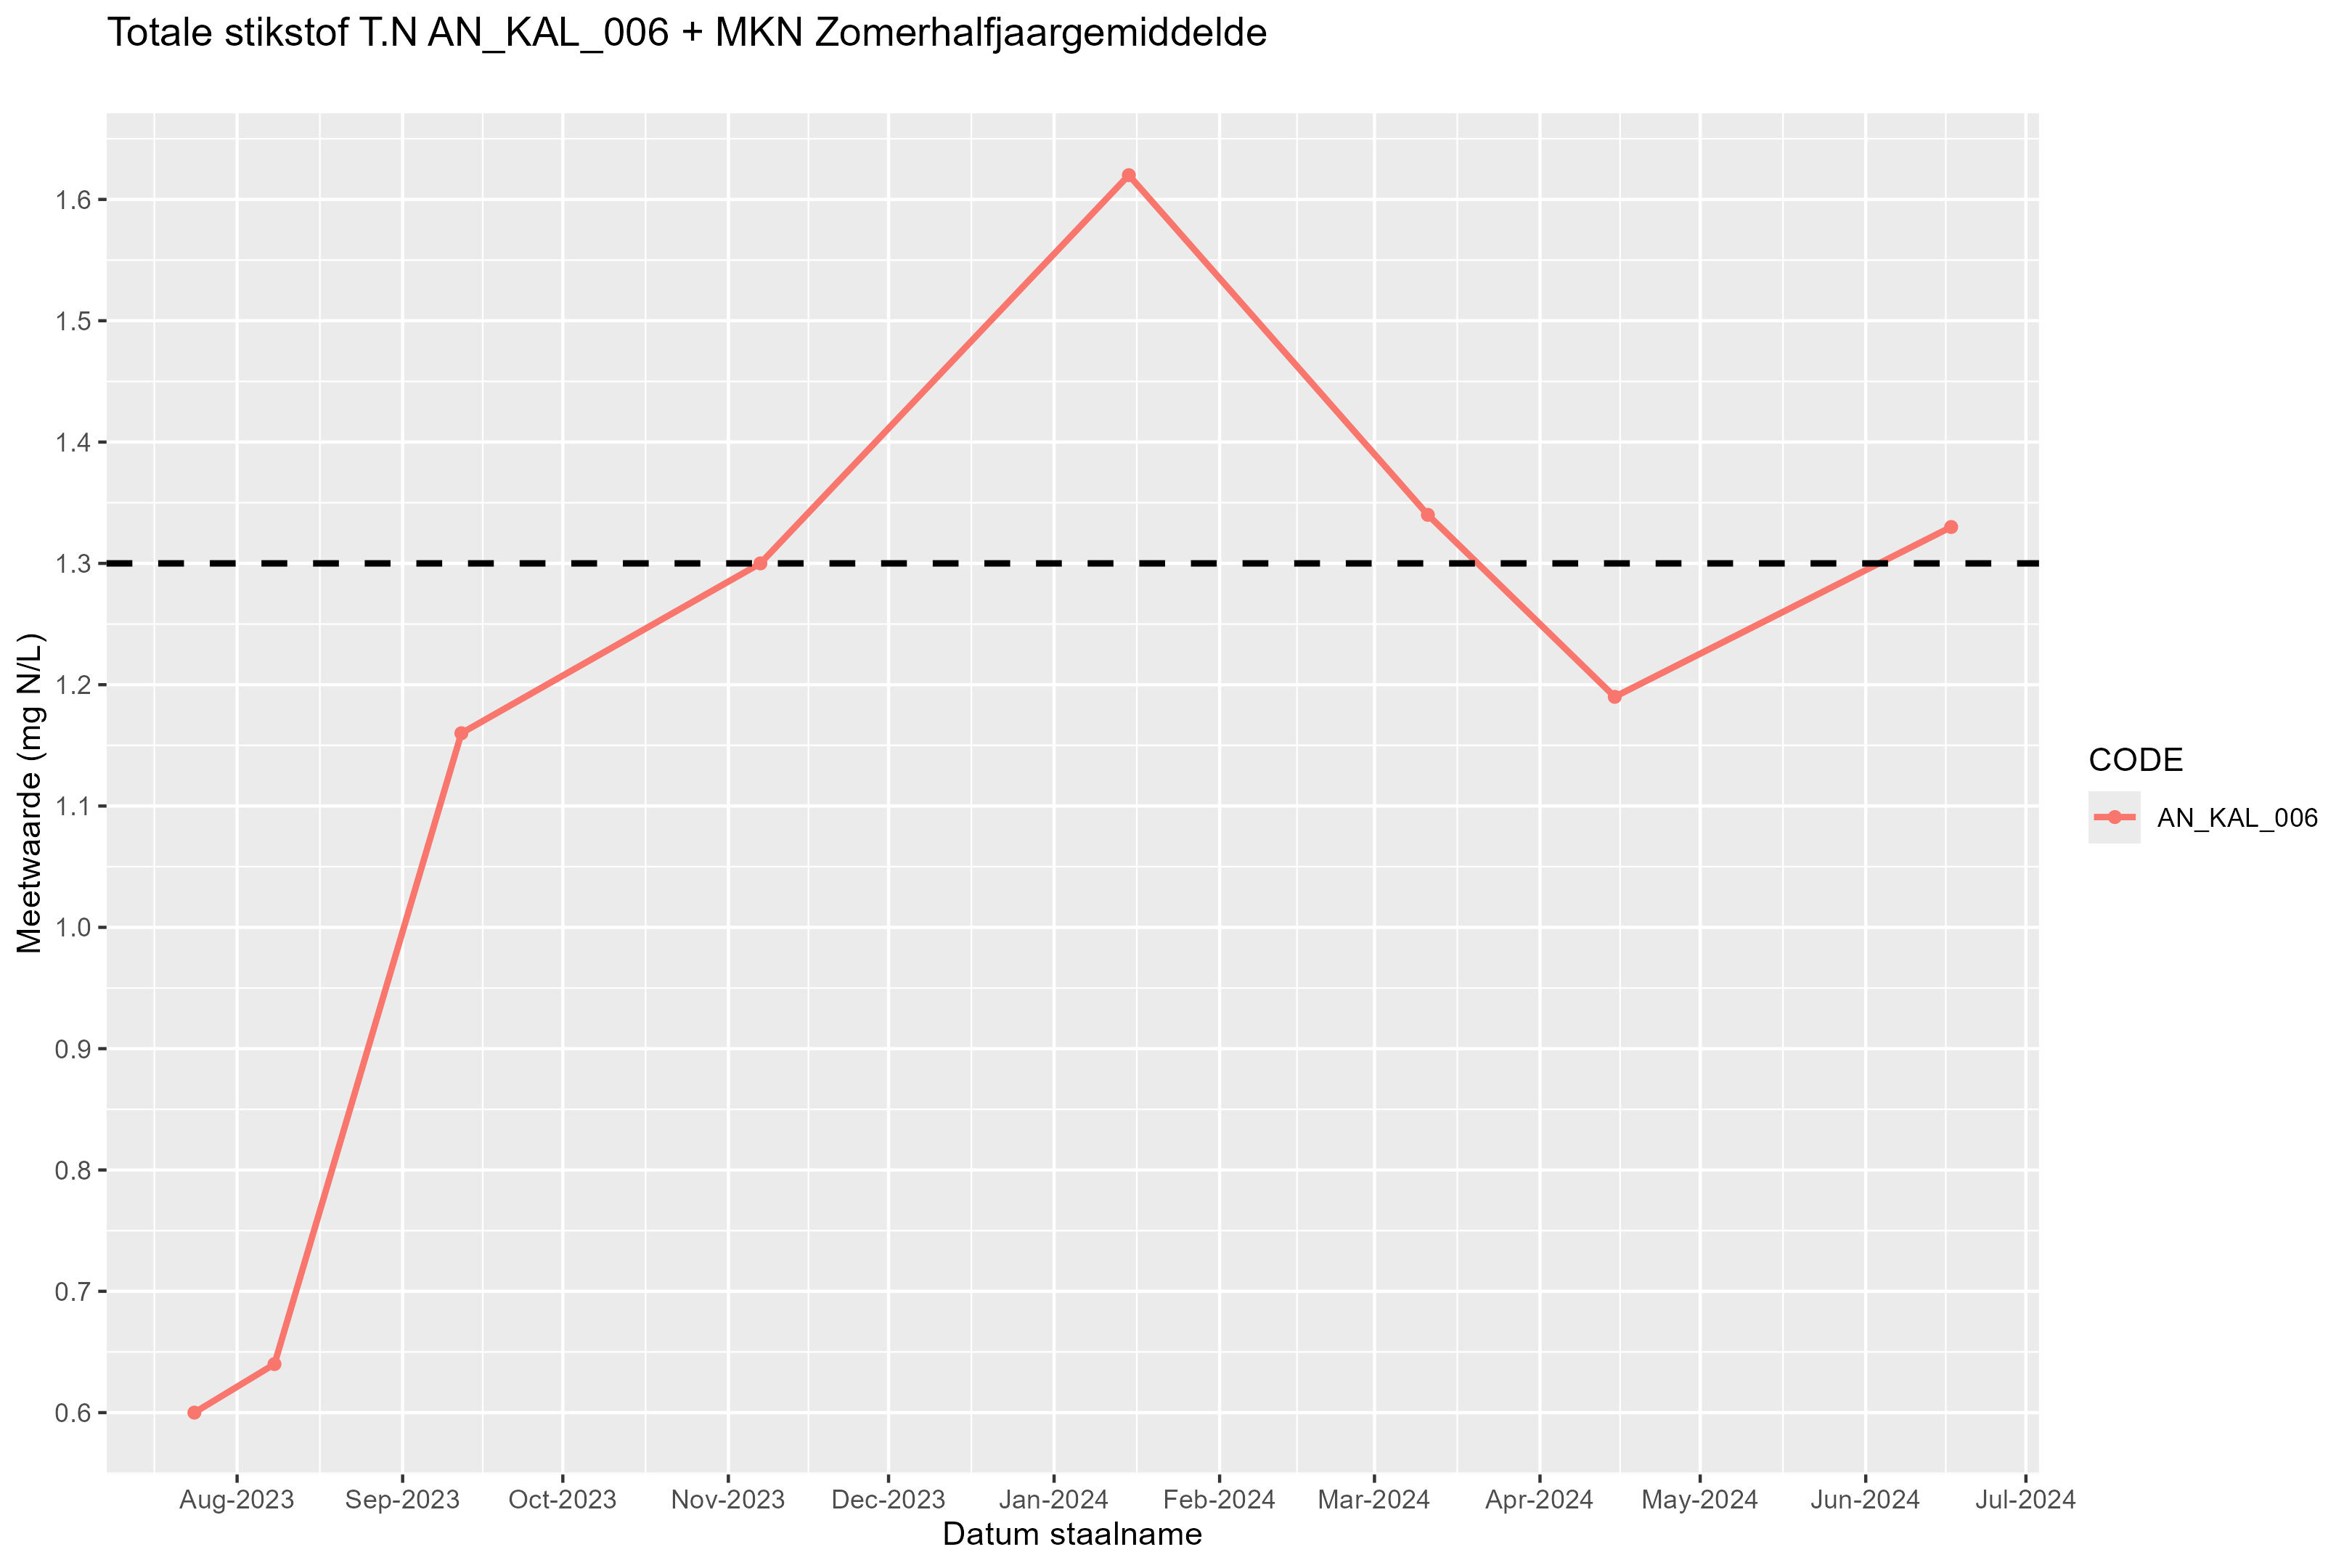 Totale stikstof T.N AN_KAL_006 + MKN Zomerhalfjaargemiddelde
Meetwaarde (mg N/L)
1.6
1.5
1.4
1.3
1.2
1.1
1.0
0.9
0.8
0.7
0.6
Aug-2023 Sep-2023 Oct-2023 Nov-2023 Dec-2023 Jan-2024 Feb-2024 Mar-2024 Apr-2024 May-2024 Jun-2024 Jul-2024
Datum staalname
CODE
AN_KAL_006